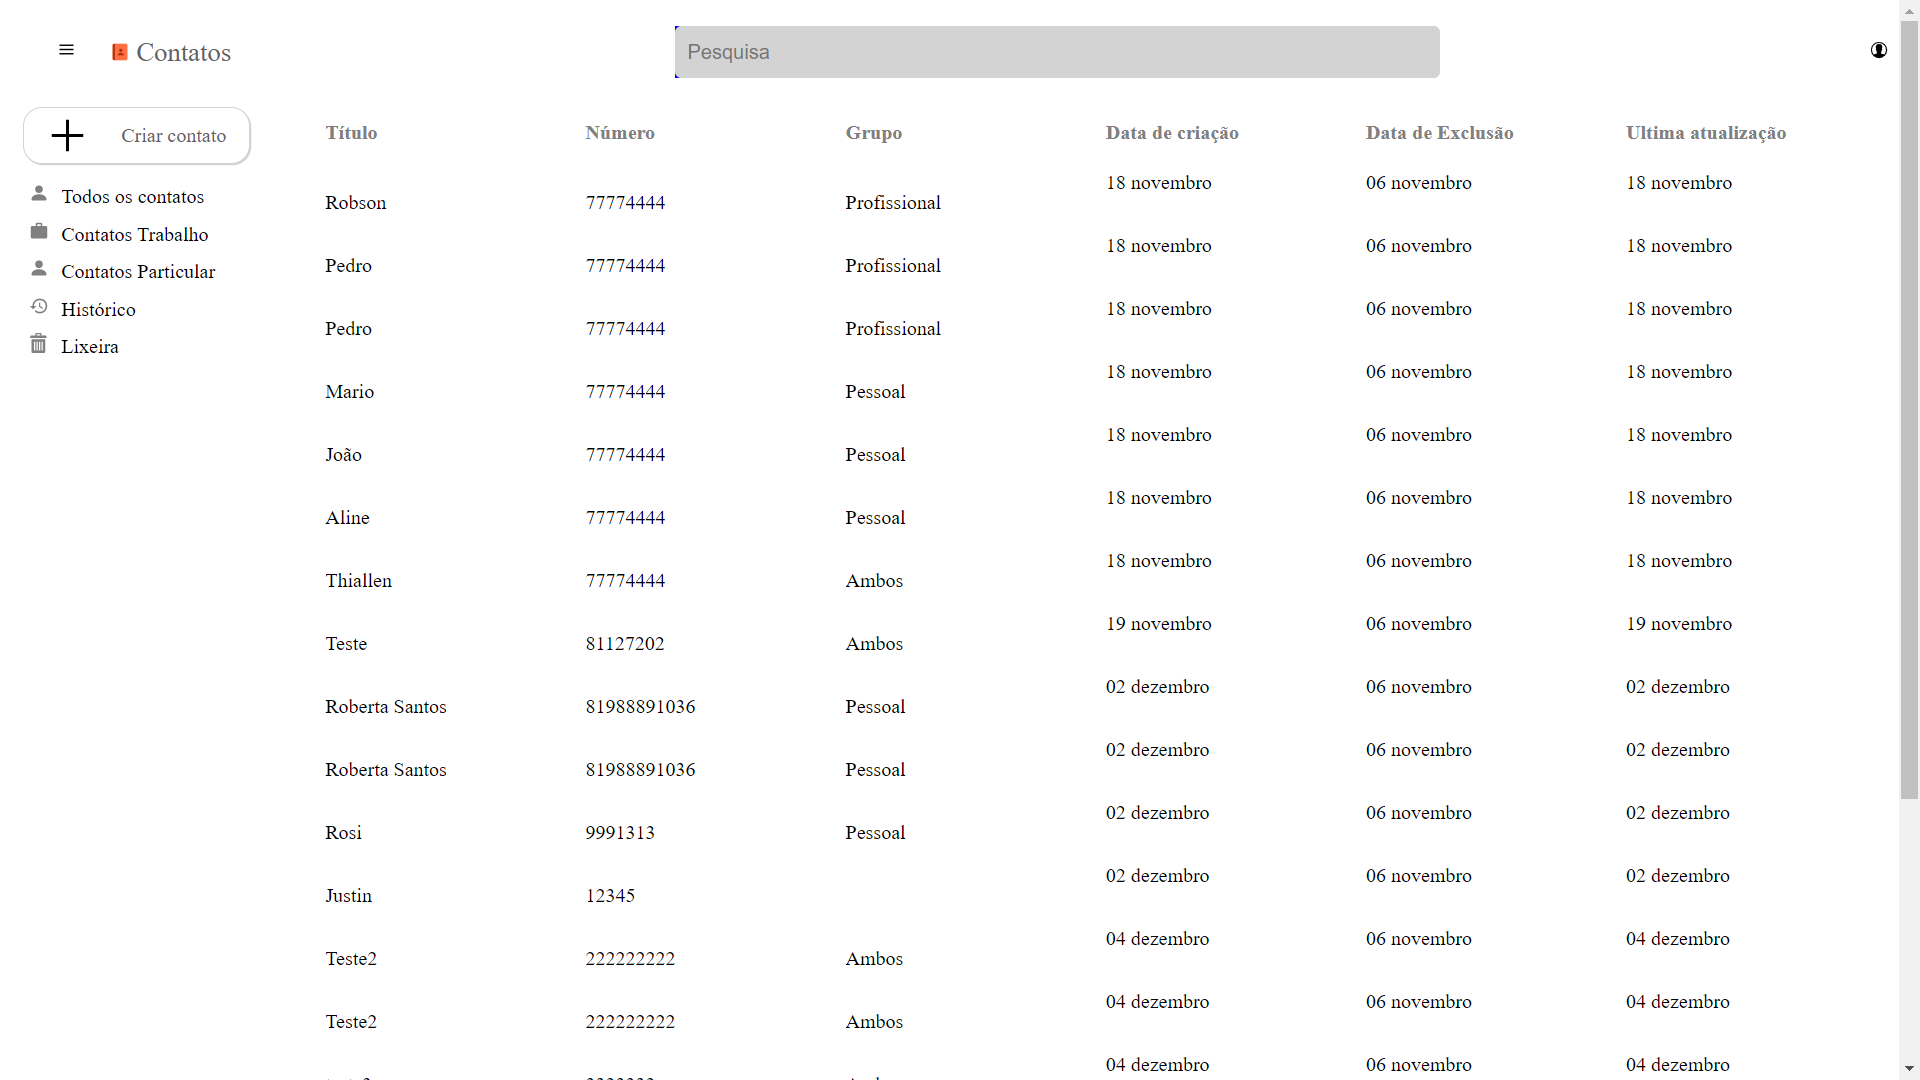 Contatos
Pesquisa
Criar contato
Todos os contatos
Contatos Trabalho
Contatos Particular
Histórico
Lixeira
Título Número Grupo Data de criação Data de Exclusão Ultima atualização
Robson 77774444 Profissional 18 novembro 06 novembro 18 novembro
Pedro 77774444 Profissional 18 novembro 06 novembro 18 novembro
Pedro 77774444 Profissional 18 novembro 06 novembro 18 novembro
Mario 77774444 Pessoal 18 novembro 06 novembro 18 novembro
João 77774444 Pessoal 18 novembro 06 novembro 18 novembro
Aline 77774444 Pessoal 18 novembro 06 novembro 18 novembro
Thiallen 77774444 Ambos 18 novembro 06 novembro 18 novembro
Teste 81127202 Ambos 19 novembro 06 novembro 19 novembro
Roberta Santos 81988891036 Pessoal 02 dezembro 06 novembro 02 dezembro
Roberta Santos 81988891036 Pessoal 02 dezembro 06 novembro 02 dezembro
Rosi 9991313 Pessoal 02 dezembro 06 novembro 02 dezembro
Justin 12345 02 dezembro 06 novembro 02 dezembro
Teste2 222222222 Ambos 04 dezembro 06 novembro 04 dezembro
Teste2 222222222 Ambos 04 dezembro 06 novembro 04 dezembro
04 dezembro 06 novembro 04 dezembro